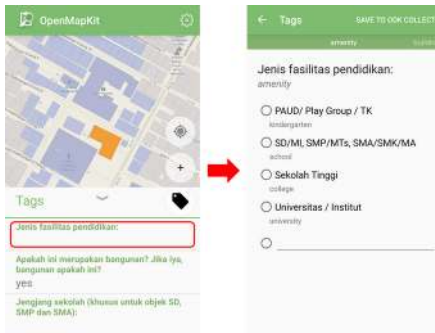 OpenMapKit
Tags
Jenis fasilitas pendidikan:
Apakah ini merupakan bangunan? Jika iya,
bangunan apakah ini?
yes
Jengjang sekolah (khusus untuk objek SD,
SMP dan SMA):
Tags
SAVE TO ODK COLLECT
amenity
Jenis fasilitas pendidikan:
amenity
PAUD/ Play Group / TK
kindergarten
SD/MI, SMP/MTs, SMA/SMK/MA
school
Sekolah Tinggi
college
Universitas / Institut
university